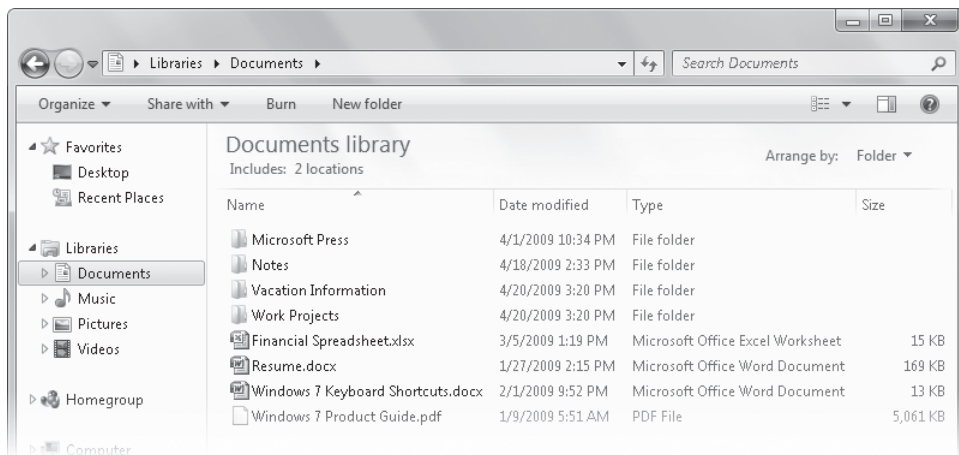 Libraries Documents
Search Documents
Organize Share with Burn New folder
Favorites
Desktop
Recent Places
Libraries
Documents
Music
Pictures
Videos
Homegroup
Computer
Documents library
Includes: 2 locations
Arrange by: Folder
Name Date modified Type Size
Microsoft Press 4/1/2009 10:34 PM File folder
Notes 4/18/2009 2:33 PM File folder
Vacation Information 4/20/2009 3:20 PM File folder
Work Projects 4/20/2009 3:20 PM File folder
Financial Spreadsheet.xlsx 3/5/2009 1:19 PM Microsoft Office Excel Worksheet 15 KB
Resume.docx 1/27/2009 2:15 PM Microsoft Office Word Document 169 KB
Windows 7 Keyboard Shortcuts.docx 2/1/2009 9:52 PM Microsoft Office Word Document 13 KB
Windows 7 Product Guide.pdf 1/9/2009 5:51 AM PDF File 5,061 KB